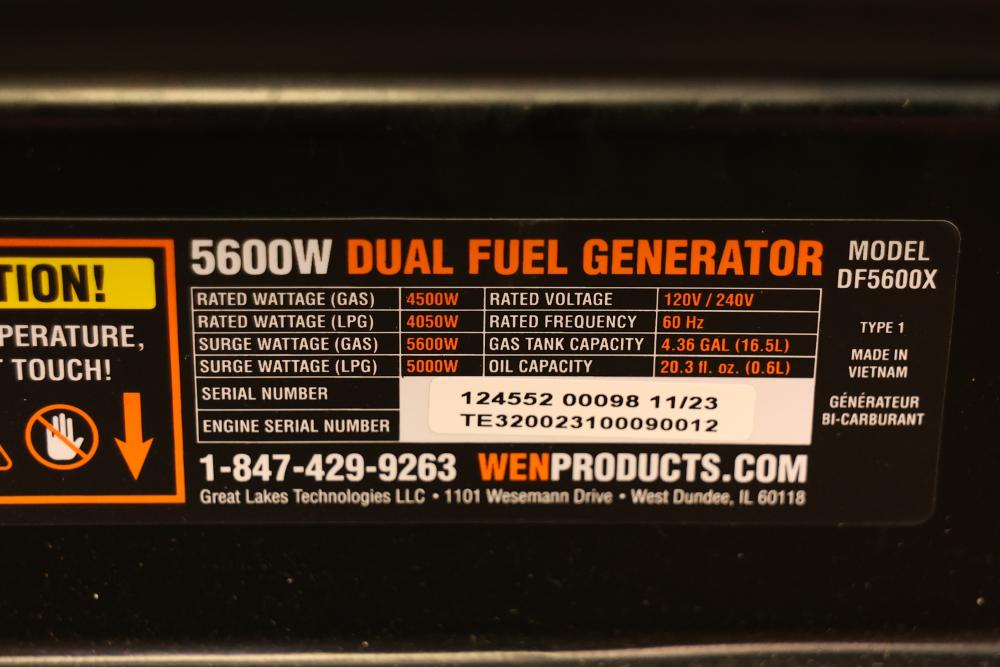 TION!
PERATURE,
TOUCH!
5600W DUAL FUEL GENERATOR
RATED WATTAGE (GAS) 4500W RATED VOLTAGE 120V / 240V
RATED WATTAGE (LPG) 4050W RATED FREQUENCY 60 Hz
SURGE WATTAGE (GAS) 5600W GAS TANK CAPACITY 4.36 GAL (16.5L)
SURGE WATTAGE (LPG) 5000W OIL CAPACITY 20.3 fl. oz. (0.6L)
SERIAL NUMBER 124552 00098 11/23
ENGINE SERIAL NUMBER TE320023100090012
1-847-429-9263 WENPRODUCTS.COM
Great Lakes Technologies LLC • 1101 Wesemann Drive • West Dundee, IL 60118
MODEL
DF5600X
TYPE 1
MADE IN
VIETNAM
GÉNÉRATEUR
BI-CARBURANT